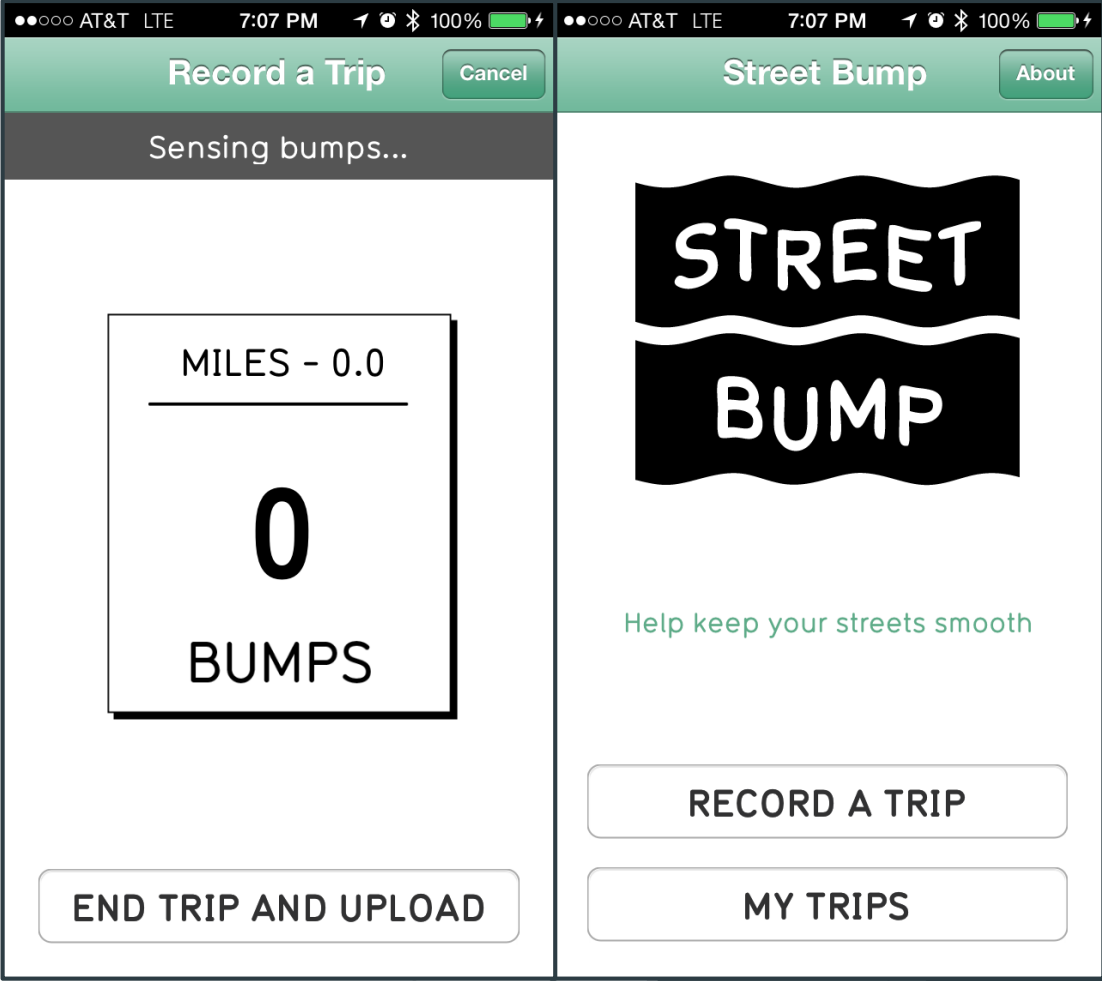 AT&T LTE 7:07 PM 100%
Record a Trip
Cancel
Sensing bumps...
MILES - 0.0
0
BUMPS
END TRIP AND UPLOAD
AT&T LTE 7:07 PM 100%
Street Bump
About
STREET
BUMP
Help keep your streets smooth
RECORD A TRIP
MY TRIPS